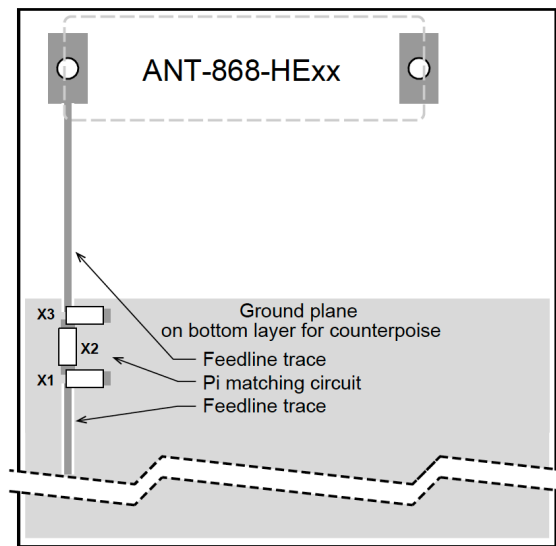 ANT-868-HExx
X3
Ground plane
on bottom layer for counterpoise
X2
Feedline trace
X1
Pi matching circuit
Feedline trace